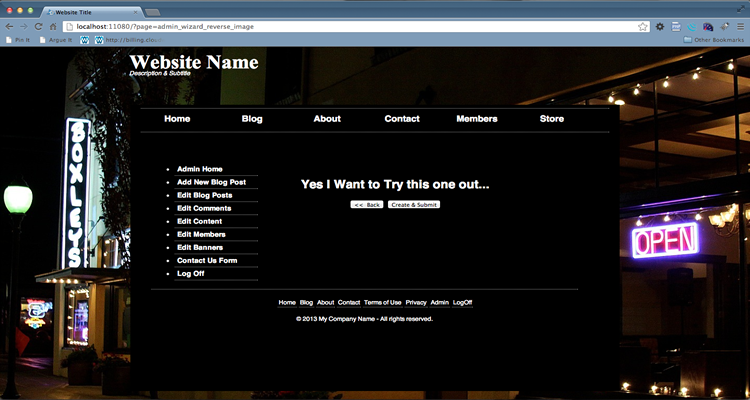 Website Title
localhost:11080/?page=admin_wizard_reverse_image
Pin It Argue It http://billing.clou Other Bookmarks
Website Name
Description & Subtitle
Home Blog About Contact Members Store
Admin Home
Add New Blog Post
Edit Blog Posts
Edit Comments
Edit Content
Edit Members
Edit Banners
Contact Us Form
Log Off
Yes I Want to Try this one out...
<< Back Create & Submit
BOXLEY'S
OPEN
Home Blog About Contact Terms of Use Privacy Admin LogOff
© 2013 My Company Name - All rights reserved.